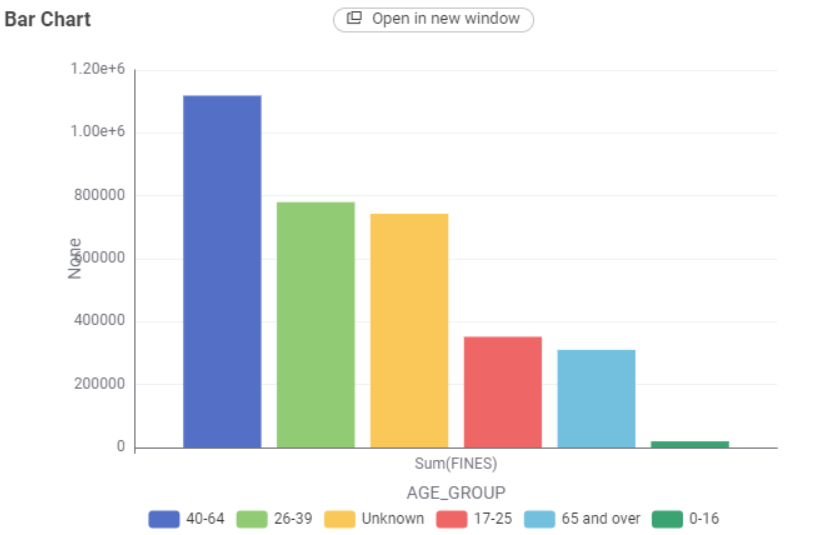 Bar Chart
Open in new window
1.20e+6
1.00e+6
800000
600000
400000
200000
0
None
Sum(FINES)
AGE_GROUP
40-64 26-39 Unknown 17-25 65 and over 0-16